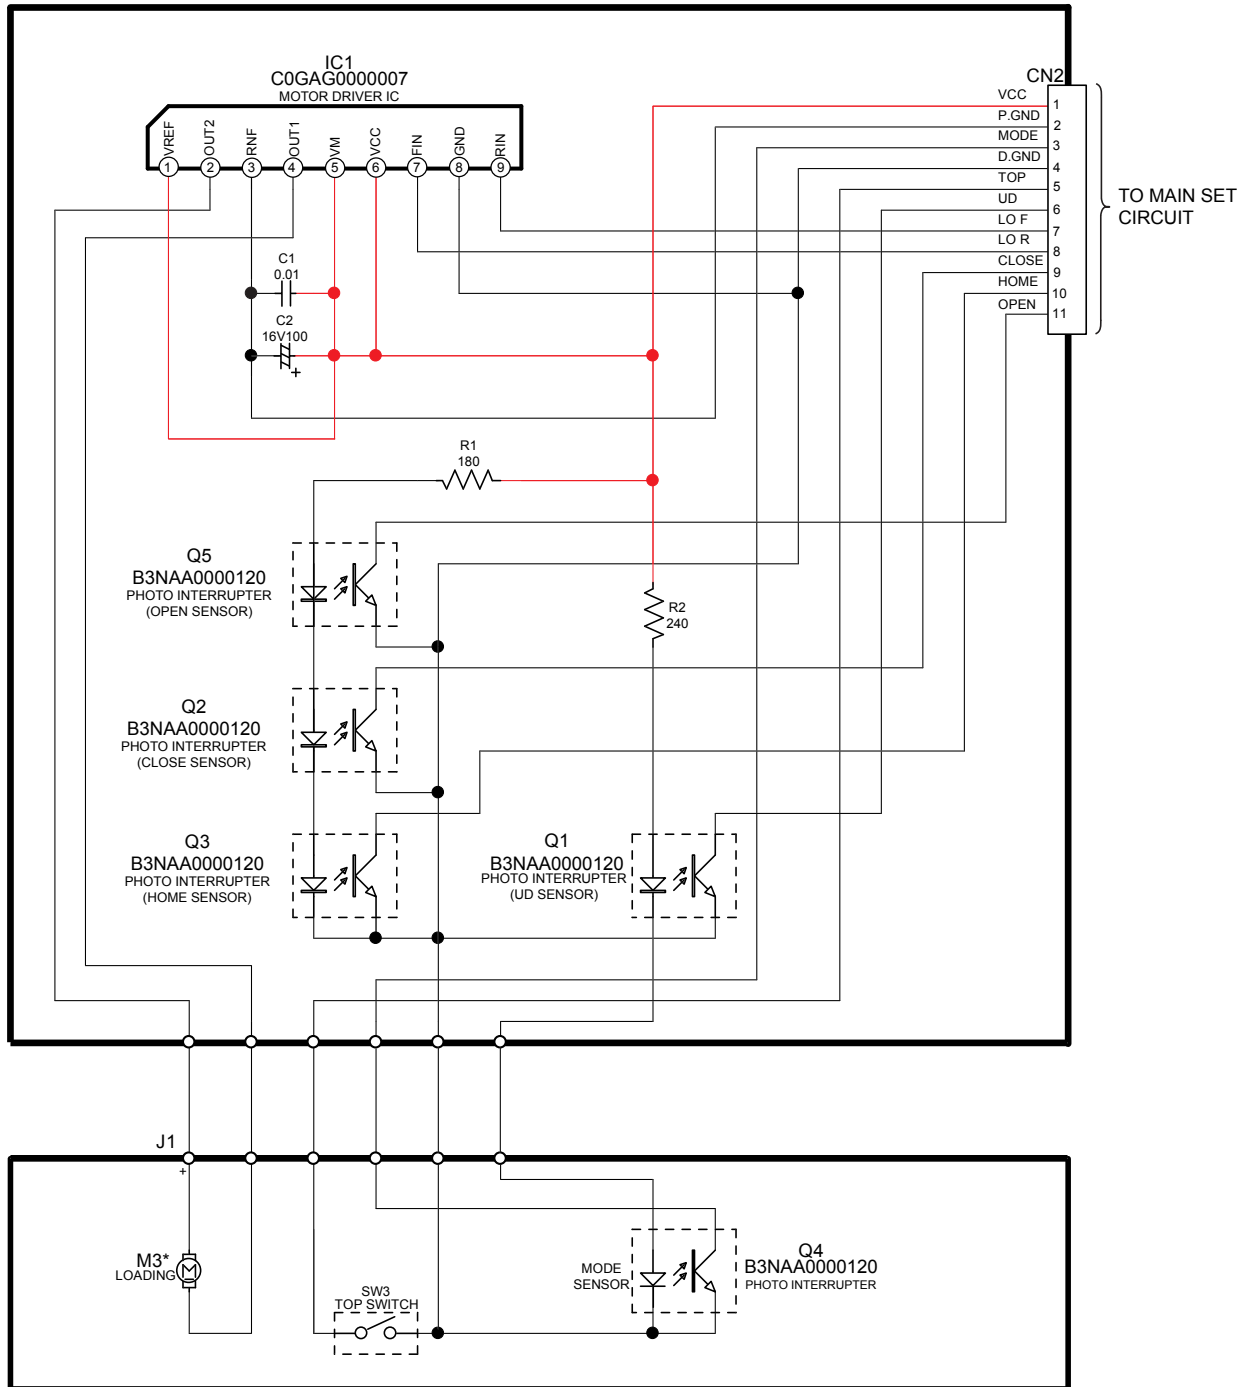 IC1
C0GAG0000007
MOTOR DRIVER IC
VREF
OUT2
RNF
OUT1
VM
VCC
FIN
GND
RIN
1
2
3
4
5
6
7
8
9
CN2
VCC
1
P.GND
2
MODE
3
D.GND
4
TOP
5
UD
6
LO F
7
LO R
8
CLOSE
9
HOME
10
OPEN
11
TO MAIN SET
CIRCUIT
C1
0.01
C2
16V100
+
R1
180
Q5
B3NAA0000120
PHOTO INTERRUPTER
(OPEN SENSOR)
R2
240
Q2
B3NAA0000120
PHOTO INTERRUPTER
(CLOSE SENSOR)
Q3
B3NAA0000120
PHOTO INTERRUPTER
(HOME SENSOR)
Q1
B3NAA0000120
PHOTO INTERRUPTER
(UD SENSOR)
J1
+
M3*
LOADING
M
SW3
TOP SWITCH
MODE
SENSOR
Q4
B3NAA0000120
PHOTO INTERRUPTER